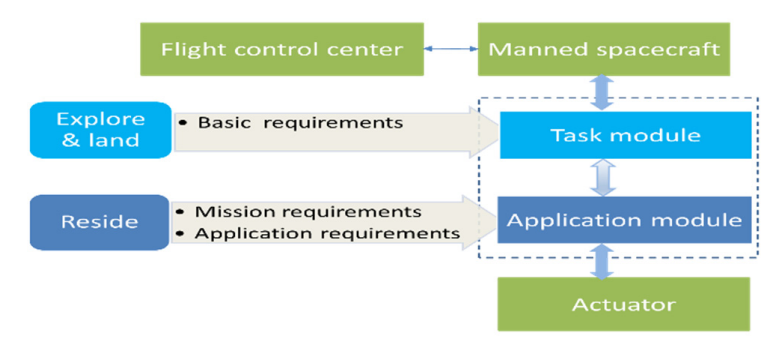 Flight control center
Manned spacecraft
Explore
& land
• Basic requirements
Task module
Reside
• Mission requirements
• Application requirements
Application module
Actuator